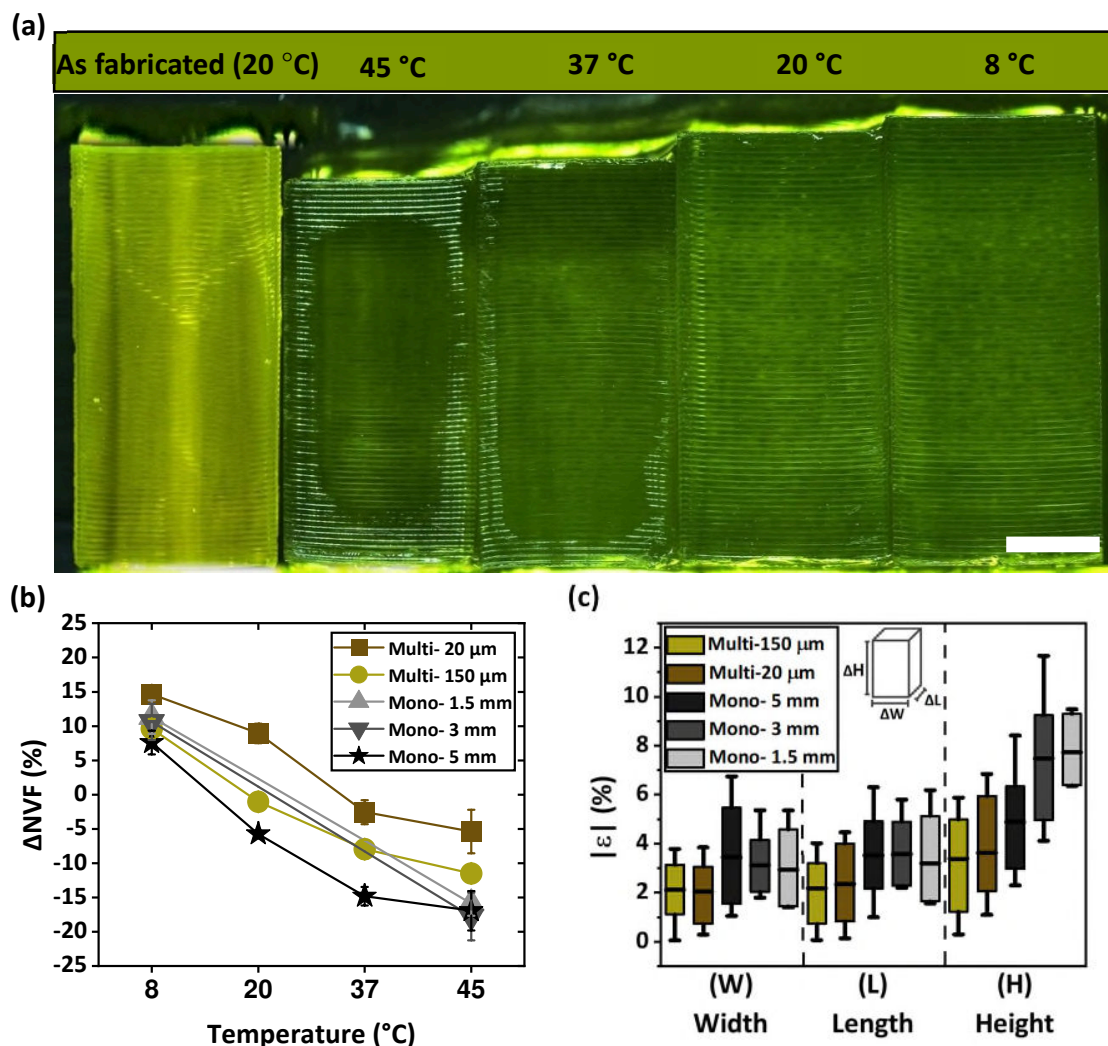 (a)
As fabricated (20 °C) 45 °C 37 °C 20 °C 8 °C
(b)
25
20
15
10
5
0
-5
-10
-15
-20
-25
ΔNVF (%)
Multi- 20 μm
Multi- 150 μm
Mono- 1.5 mm
Mono- 3 mm
Mono- 5 mm
8 20 37 45
Temperature (°C)
(c)
12
10
8
6
4
2
0
|ε| (%)
Multi-150 μm
Multi-20 μm
Mono- 5 mm
Mono- 3 mm
Mono- 1.5 mm
ΔH
ΔL
ΔW
(W) (L) (H)
Width Length Height